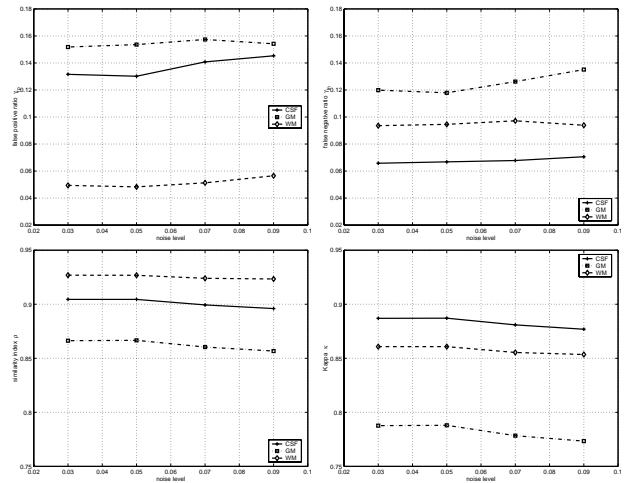 0.18
0.16
0.14
0.12
0.1
0.08
0.06
0.04
0.02
false positive ratio γp
CSF
GM
WM
0.02 0.03 0.04 0.05 0.06 0.07 0.08 0.09 0.1
noise level
0.18
0.16
0.14
0.12
0.1
0.08
0.06
0.04
0.02
false negative ratio γn
CSF
GM
WM
0.02 0.03 0.04 0.05 0.06 0.07 0.08 0.09 0.1
noise level
0.95
0.9
0.85
0.8
0.75
similarity index ρ
CSF
GM
WM
0.02 0.03 0.04 0.05 0.06 0.07 0.08 0.09 0.1
noise level
0.95
0.9
0.85
0.8
0.75
Kappa κ
CSF
GM
WM
0.02 0.03 0.04 0.05 0.06 0.07 0.08 0.09 0.1
noise level